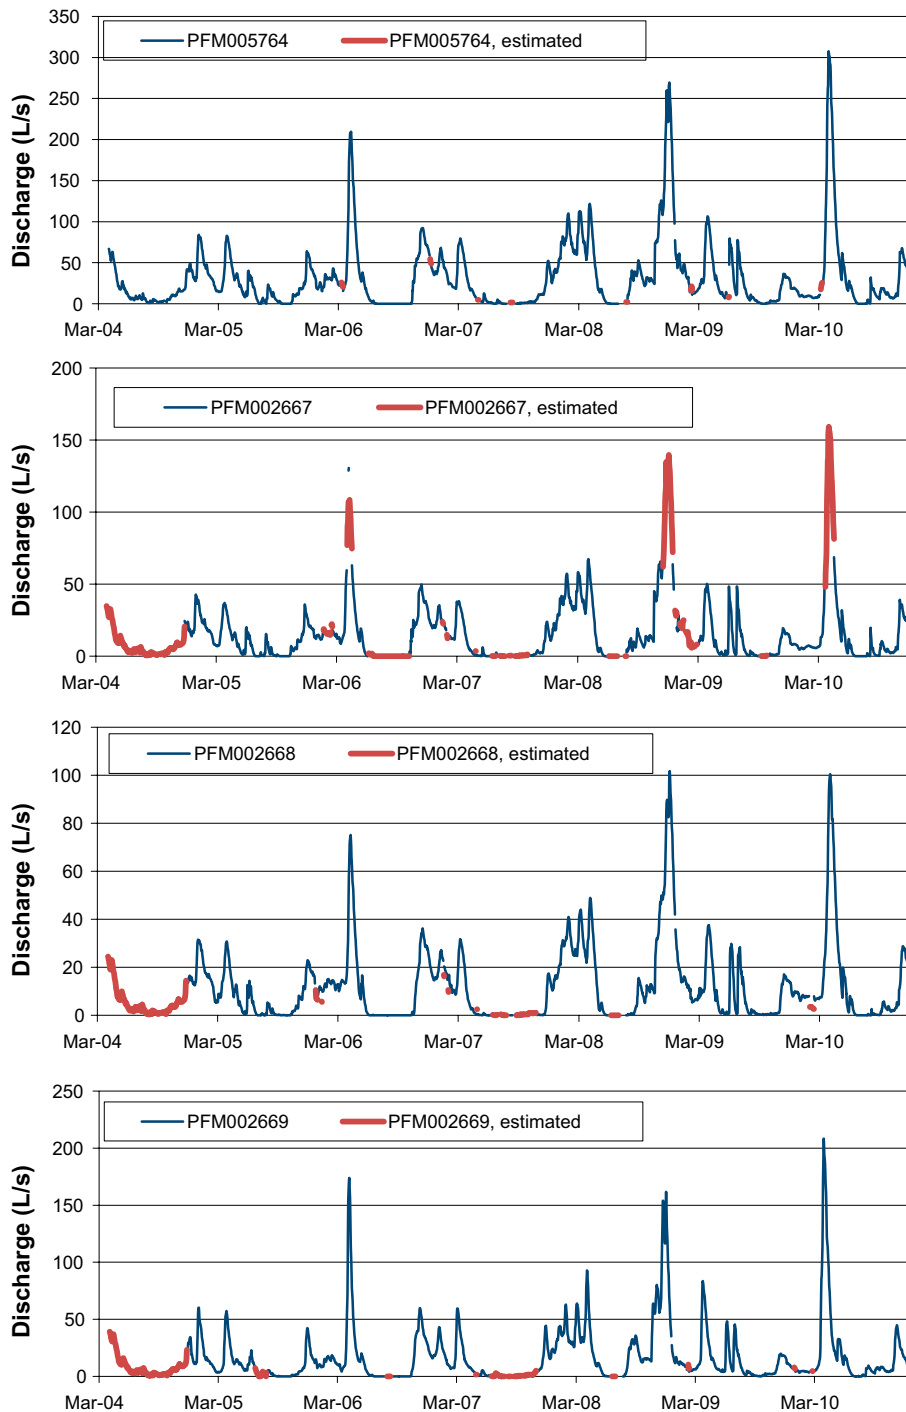 350
300
250
200
150
100
50
0
Discharge (L/s)
PFM005764
PFM005764, estimated
Mar-04
Mar-05
Mar-06
Mar-07
Mar-08
Mar-09
Mar-10
200
150
100
50
0
Discharge (L/s)
PFM002667
PFM002667, estimated
Mar-04
Mar-05
Mar-06
Mar-07
Mar-08
Mar-09
Mar-10
120
100
80
60
40
20
0
Discharge (L/s)
PFM002668
PFM002668, estimated
Mar-04
Mar-05
Mar-06
Mar-07
Mar-08
Mar-09
Mar-10
250
200
150
100
50
0
Discharge (L/s)
PFM002669
PFM002669, estimated
Mar-04
Mar-05
Mar-06
Mar-07
Mar-08
Mar-09
Mar-10